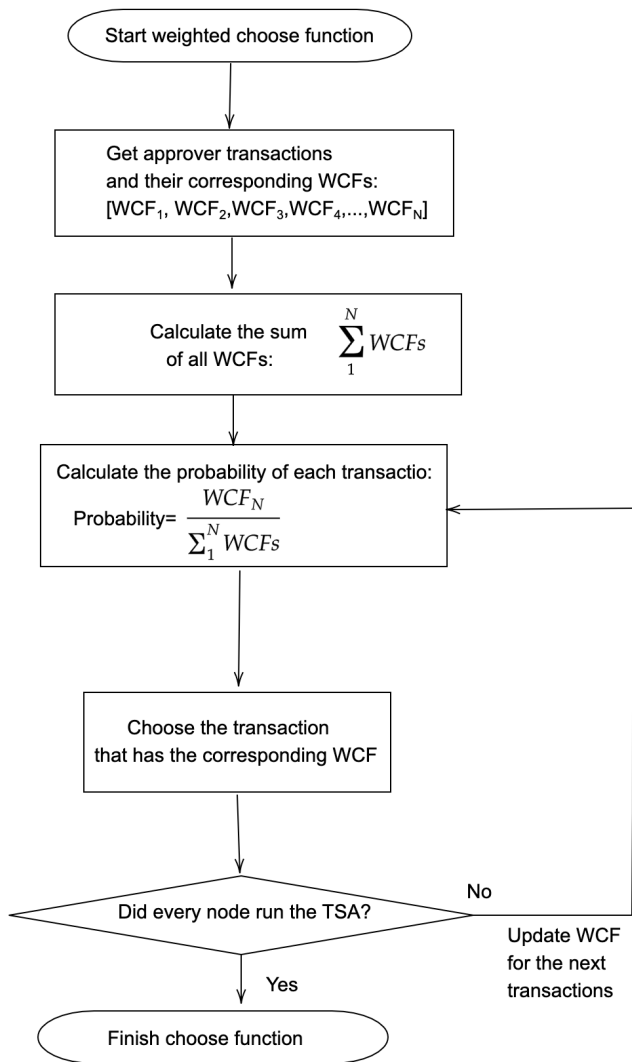 Start weighted choose function
Get approver transactions
and their corresponding WCFs:
[WCF₁, WCF₂,WCF₃,WCF₄,...,WCF_N]
Calculate the sum
of all WCFs:
N
∑ WCFs
1
Calculate the probability of each transactio:
WCF_N
Probability=
∑₁ᴺ WCFs
Choose the transaction
that has the corresponding WCF
Did every node run the TSA?
No
Update WCF
for the next
transactions
Yes
Finish choose function